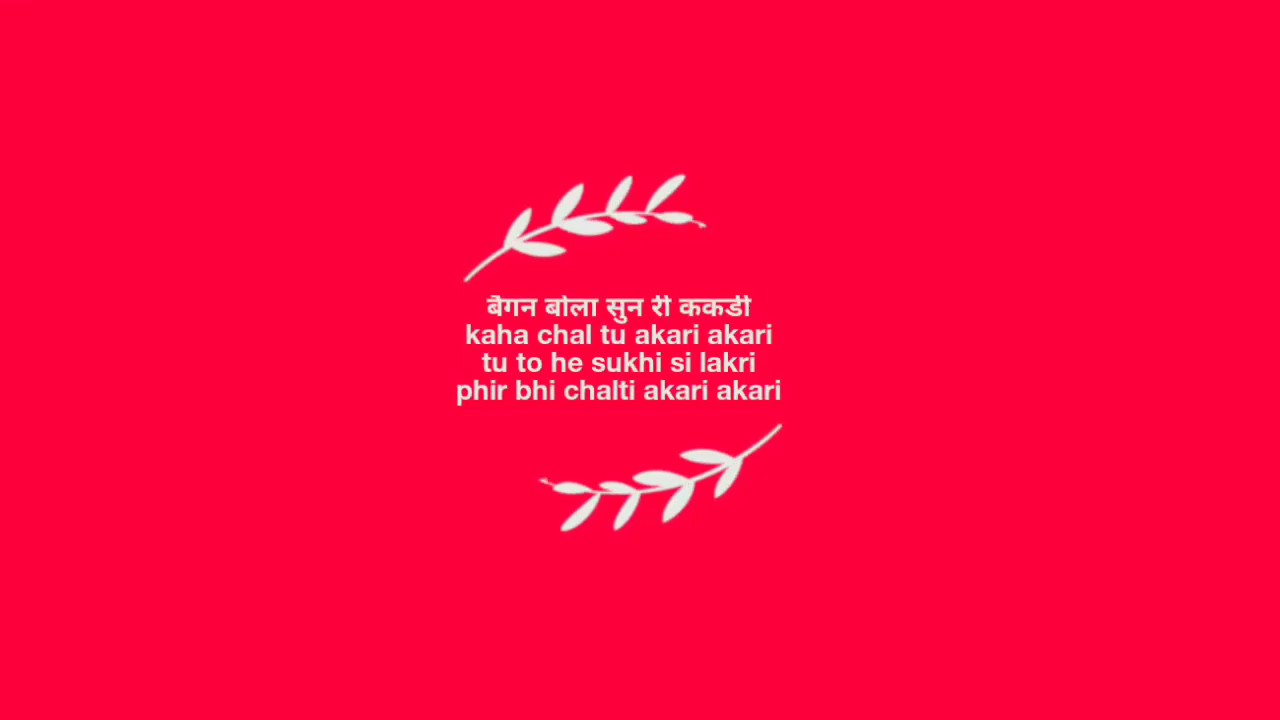 बैगन बोला सुन री ककडी
kaha chal tu akari akari
tu to he sukhi si lakri
phir bhi chalti akari akari